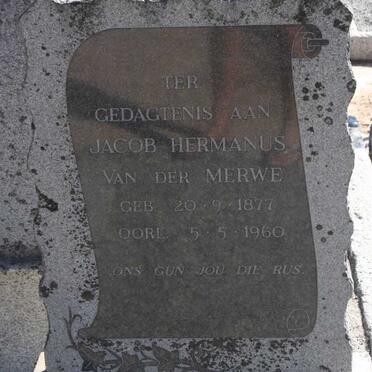 TER
GEDAGTENIS AAN
JACOB HERMANUS
VAN DER MERWE
GEB. 20·9·1877
OORL. 5·5·1960
ONS GUN JOU DIE RUS.